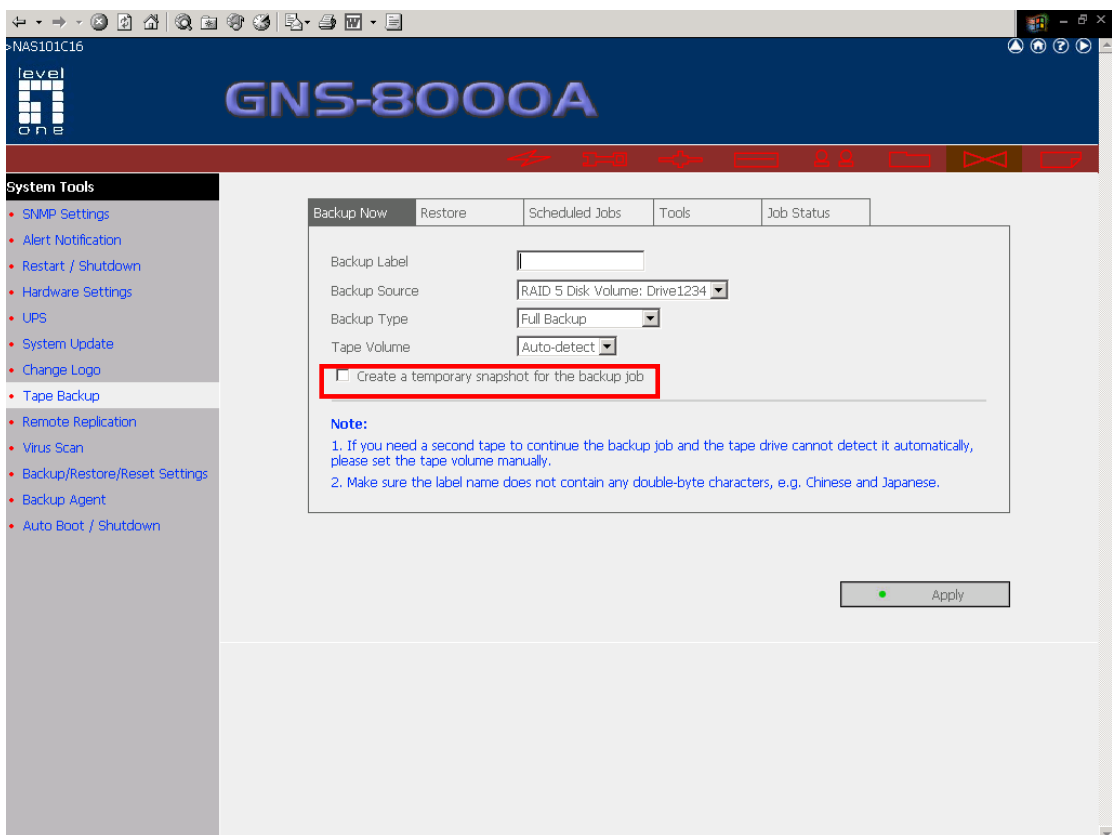 >NAS101C16
level
one
GNS-8000A
System Tools
SNMP Settings
Alert Notification
Restart / Shutdown
Hardware Settings
UPS
System Update
Change Logo
Tape Backup
Remote Replication
Virus Scan
Backup/Restore/Reset Settings
Backup Agent
Auto Boot / Shutdown
Backup Now Restore Scheduled Jobs Tools Job Status
Backup Label
Backup Source RAID 5 Disk Volume: Drive1234
Backup Type Full Backup
Tape Volume Auto-detect
Create a temporary snapshot for the backup job
Note:
1. If you need a second tape to continue the backup job and the tape drive cannot detect it automatically,
please set the tape volume manually.
2. Make sure the label name does not contain any double-byte characters, e.g. Chinese and Japanese.
Apply